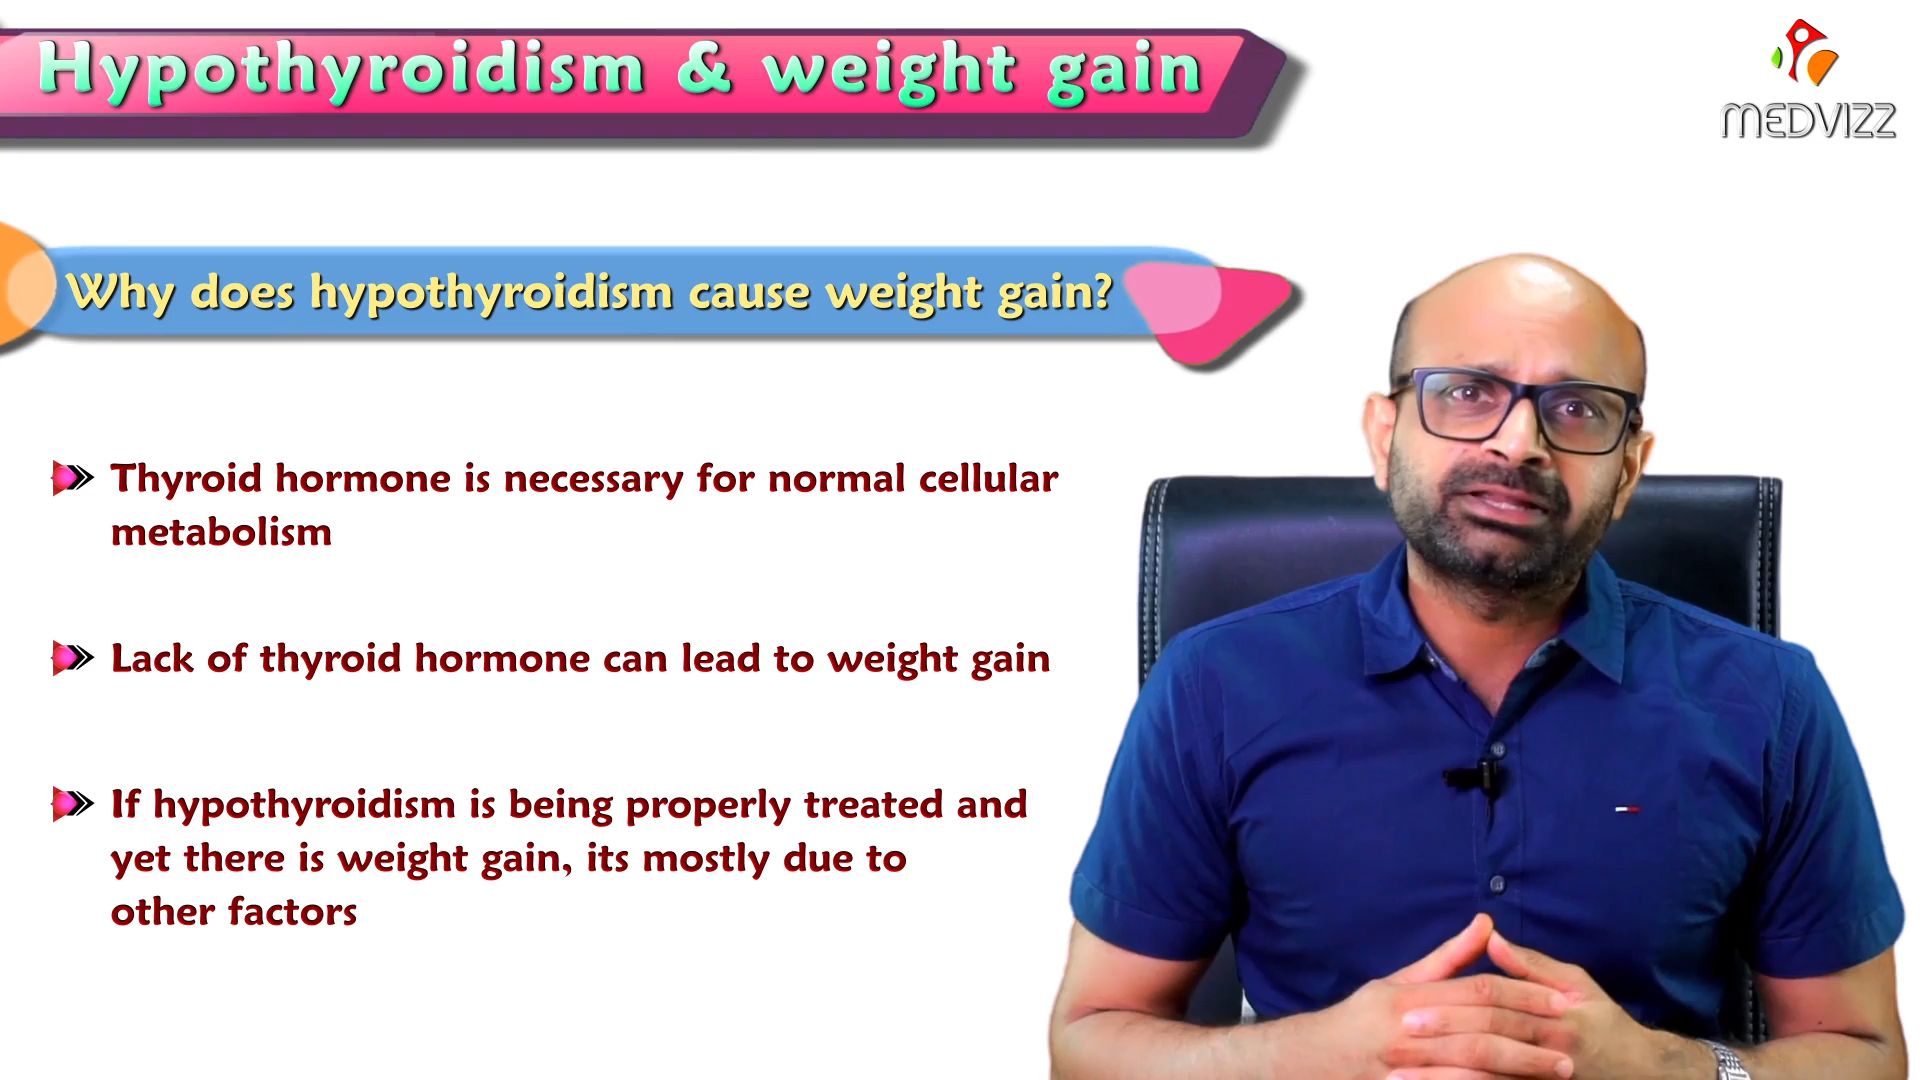 Hypothyroidism & weight gain
MEDVIZZ
Why does hypothyroidism cause weight gain?
Thyroid hormone is necessary for normal cellular
metabolism
Lack of thyroid hormone can lead to weight gain
If hypothyroidism is being properly treated and
yet there is weight gain, its mostly due to
other factors